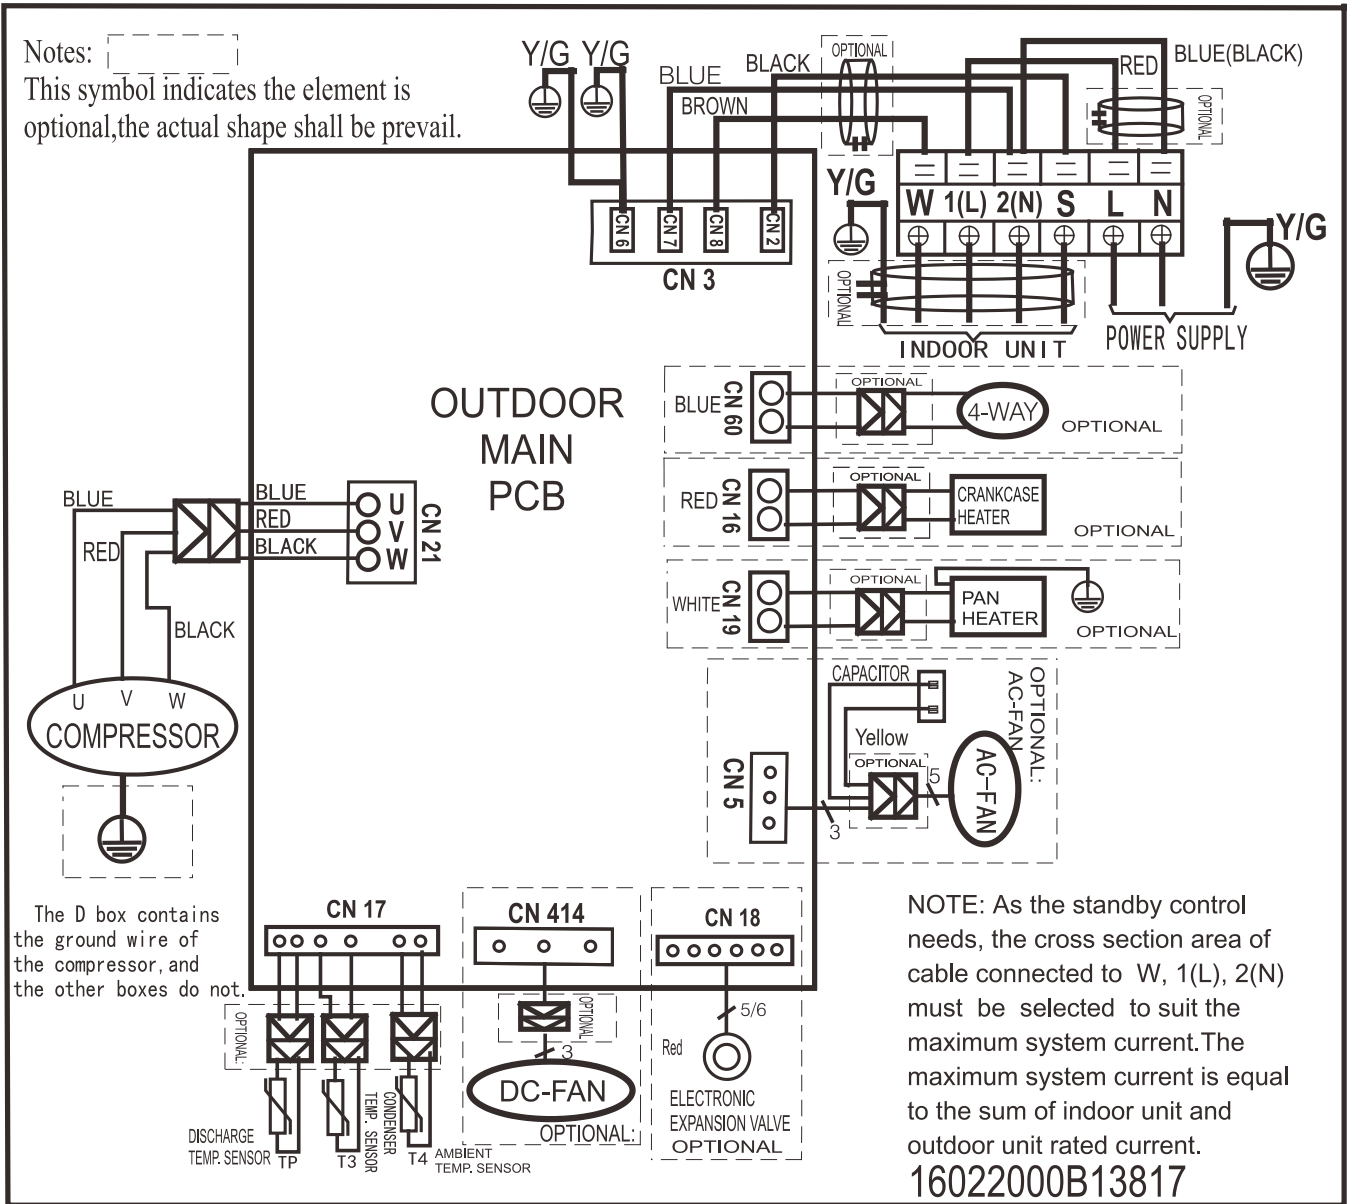 Notes:
This symbol indicates the element is
optional,the actual shape shall be prevail.
Y/G Y/G
BLUE
BLACK
BROWN
OPTIONAL
RED
BLUE(BLACK)
OPTIONAL
Y/G
W 1(L) 2(N) S L N
Y/G
CN 6
CN 7
CN 8
CN 2
CN 3
OPTIONAL
INDOOR UNIT
POWER SUPPLY
OUTDOOR
MAIN
PCB
BLUE
CN 60
OPTIONAL
4-WAY
OPTIONAL
RED
CN 16
OPTIONAL
CRANKCASE
HEATER
OPTIONAL
WHITE
CN 19
OPTIONAL
PAN
HEATER
OPTIONAL
BLUE
RED
BLACK
BLUE
RED
BLACK
U
V
W
CN 21
U V W
COMPRESSOR
The D box contains
the ground wire of
the compressor,and
the other boxes do not.
CAPACITOR
OPTIONAL:
AC-FAN
Yellow
OPTIONAL
CN 5
3
5
AC-FAN
CN 17
OPTIONAL:
DISCHARGE
TEMP. SENSOR
TP
T3
CONDENSER
TEMP. SENSOR
T4
AMBIENT
TEMP. SENSOR
CN 414
OPTIONAL
3
DC-FAN
OPTIONAL:
CN 18
5/6
Red
ELECTRONIC
EXPANSION VALVE
OPTIONAL
NOTE: As the standby control
needs, the cross section area of
cable connected to W, 1(L), 2(N)
must be selected to suit the
maximum system current.The
maximum system current is equal
to the sum of indoor unit and
outdoor unit rated current.
16022000B13817